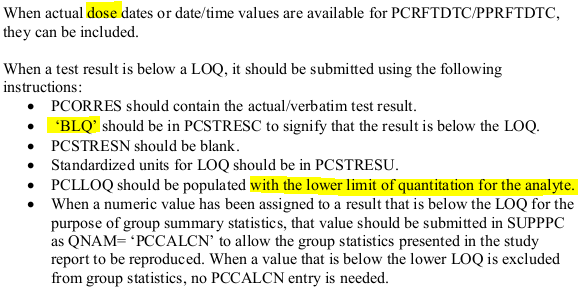 When actual dose dates or date/time values are available for PCRFTDTC/PPRFTDTC,
they can be included.
When a test result is below a LOQ, it should be submitted using the following
instructions:
• PCORRES should contain the actual/verbatim test result.
• ‘BLQ’ should be in PCSTRESC to signify that the result is below the LOQ.
• PCSTRESN should be blank.
• Standardized units for LOQ should be in PCSTRESU.
• PCLLOQ should be populated with the lower limit of quantitation for the analyte.
• When a numeric value has been assigned to a result that is below the LOQ for the
purpose of group summary statistics, that value should be submitted in SUPPPC
as QNAM= ‘PCCALCN’ to allow the group statistics presented in the study
report to be reproduced. When a value that is below the lower LOQ is excluded
from group statistics, no PCCALCN entry is needed.